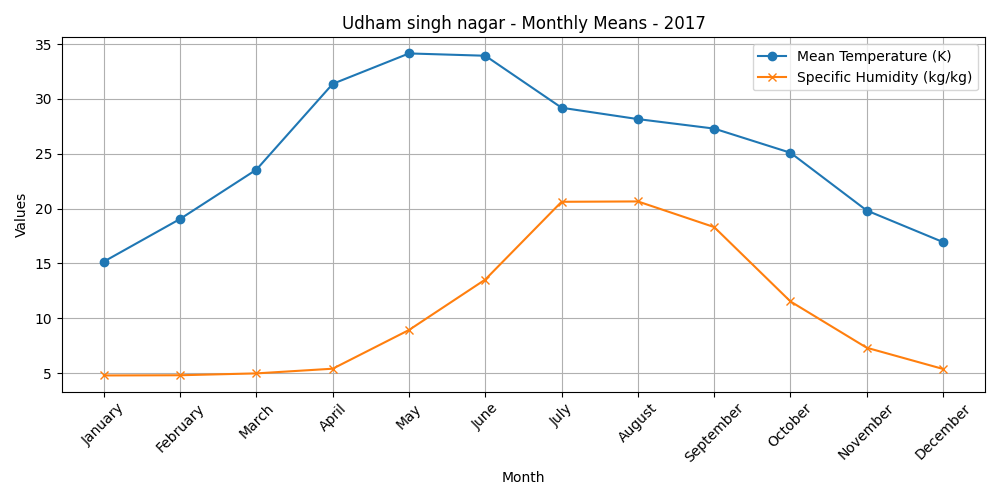 Udham singh nagar - Monthly Means - 2017
Mean Temperature (K)
Specific Humidity (kg/kg)
Values
35
30
25
20
15
10
5
January
February
March
April
May
June
July
August
September
October
November
December
Month